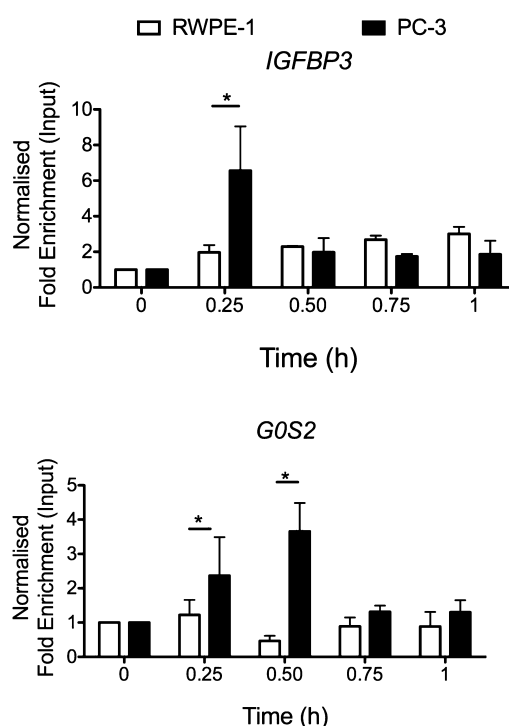 RWPE-1 PC-3
IGFBP3
Normalised
Fold Enrichment (Input)
10
8
6
4
2
0
*
0 0.25 0.50 0.75 1
Time (h)
G0S2
Normalised
Fold Enrichment (Input)
5
4
3
2
1
0
*
*
0 0.25 0.50 0.75 1
Time (h)